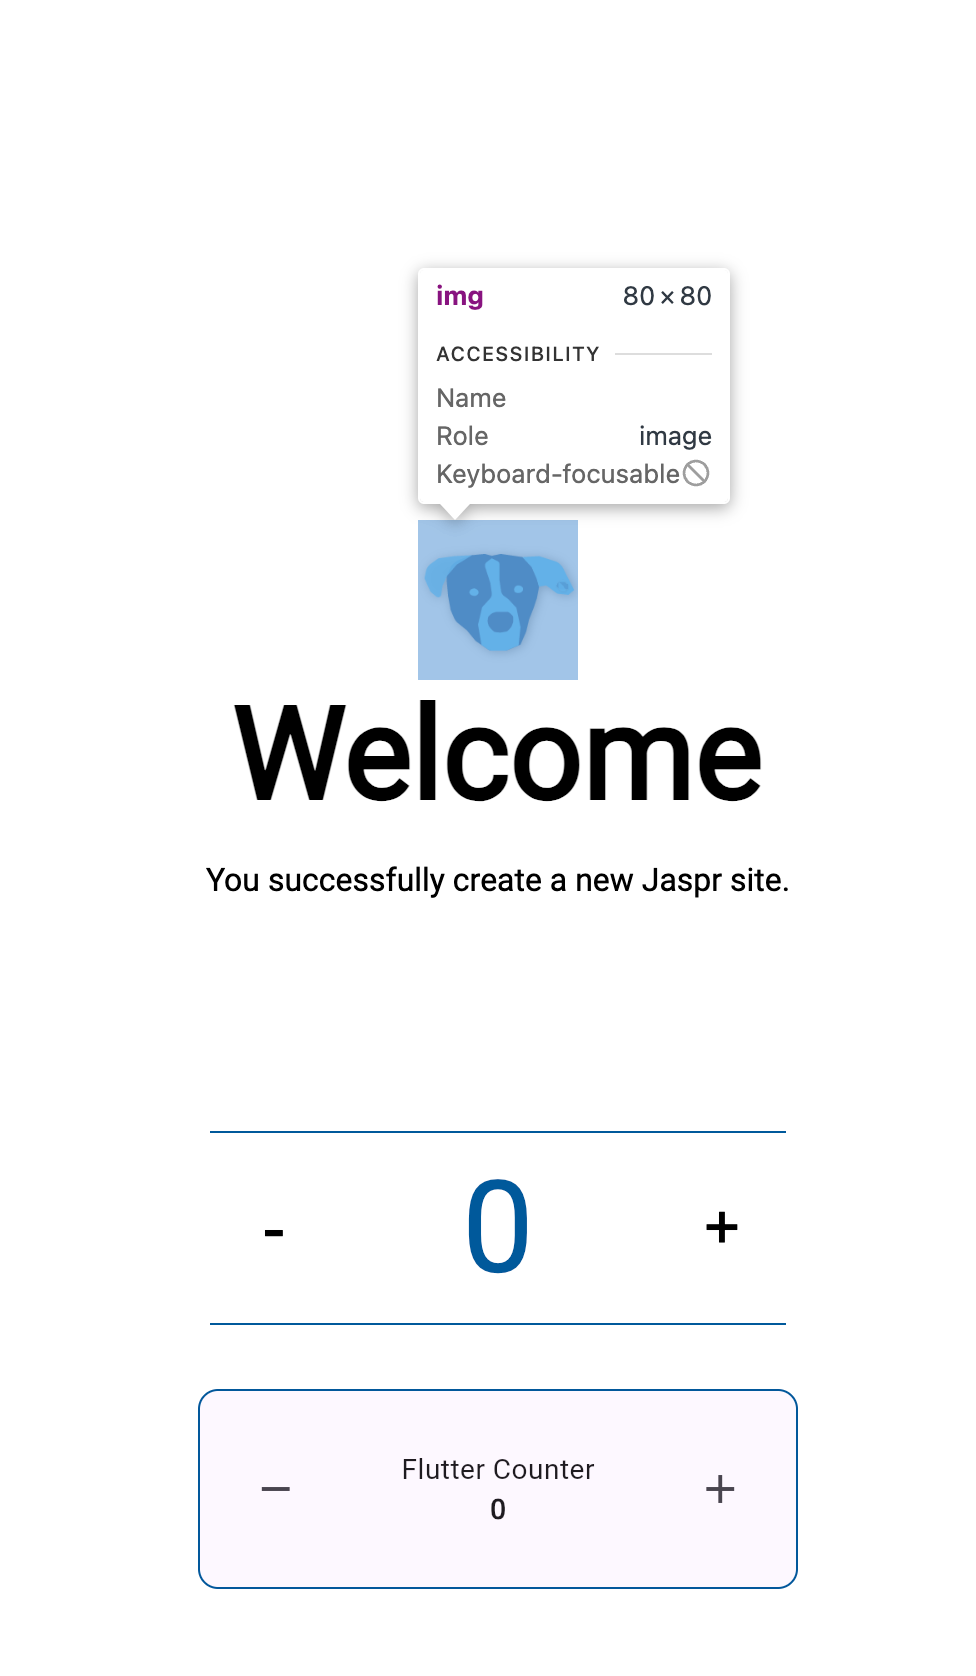 img 80 × 80
ACCESSIBILITY
Name
Role image
Keyboard-focusable
Welcome
You successfully create a new Jaspr site.
- 0 +
Flutter Counter
− 0 +